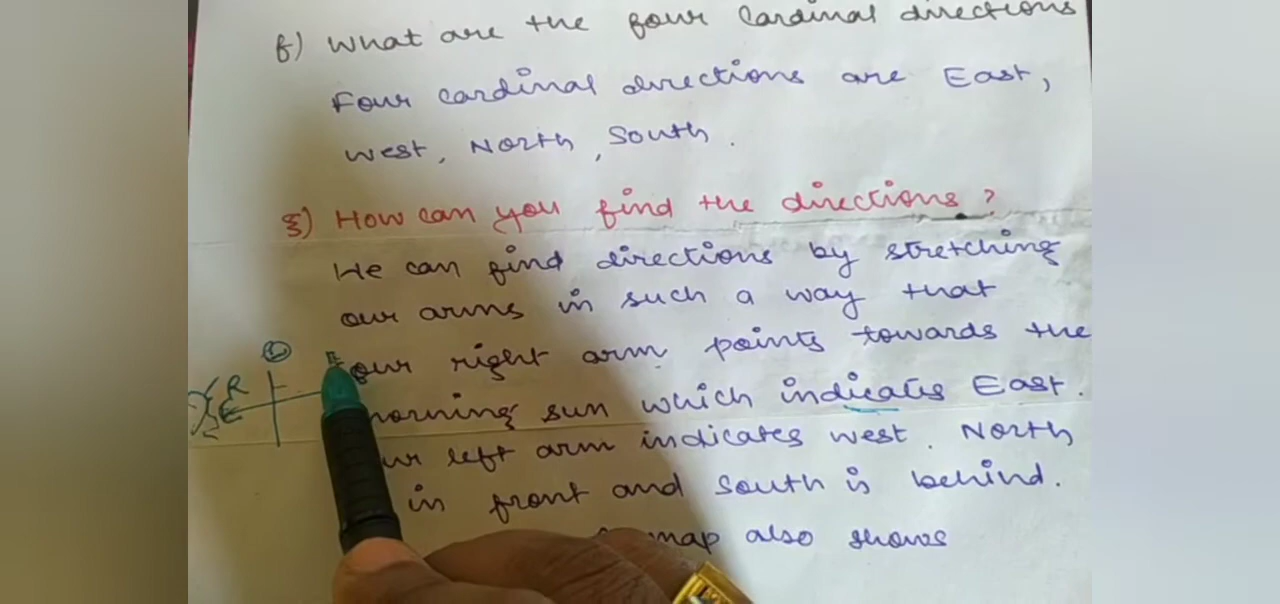 f) What are the four Cardinal directions
Four cardinal directions are East,
West, North, South.
g) How can you find the directions?
We can find directions by stretching
our arms in such a way that
our right arm points towards the
morning sun which indicates East.
left arm indicates west. North
in front and South is behind.
map also shows
R
E